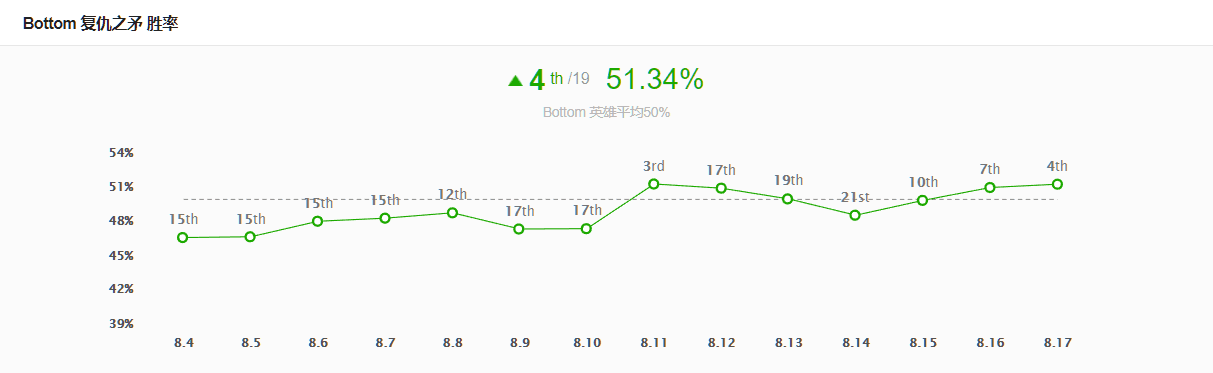 Bottom 复仇之矛 胜率
4 th /19 51.34%
Bottom 英雄平均50%
54%
51%
48%
45%
42%
39%
15th 15th 15th 15th 12th 17th 17th 3rd 17th 19th 21st 10th 7th 4th
8.4 8.5 8.6 8.7 8.8 8.9 8.10 8.11 8.12 8.13 8.14 8.15 8.16 8.17